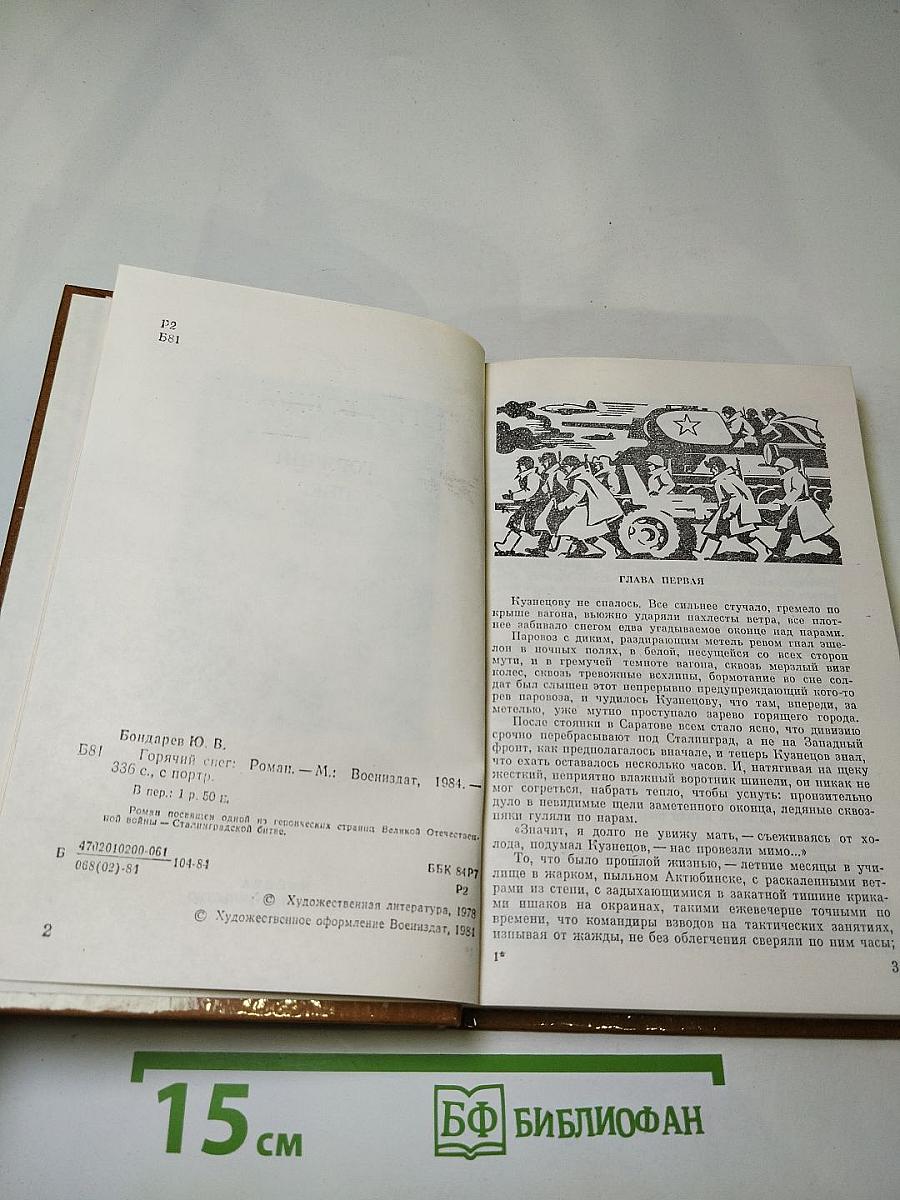 Р2
Б81
Бондарев Ю. В.
Б81 Горячий снег: Роман. — М.: Воениздат, 1984. —
336 с., с портр.
В пер.: 1 р. 50 к.
Роман посвящен одной из героических страниц Великой Отечествен-
ной войны — Сталинградской битве.
Б 4702010200-061
068(02)-84
104-84
ББК 84Р7
Р2
© Художественная литература, 1978
© Художественное оформление Воениздат, 1984
2
ГЛАВА ПЕРВАЯ
Кузнецову не спалось. Все сильнее стучало, гремело по
крыше вагона, вьюжно ударяли нахлесты ветра, все плот-
нее забивало снегом едва угадываемое оконце над нарами.
Паровоз с диким, раздирающим метель ревом гнал эше-
лон в ночных полях, в белой, несущейся со всех сторон
мути, и в гремучей темноте вагона, сквозь мерзлый визг
колес, сквозь тревожные всхлипы, бормотание во сне сол-
дат был слышен этот непрерывно предупреждающий кого-то
рев паровоза, и чудилось Кузнецову, что там, впереди, за
метелью, уже мутно проступало зарево горящего города.
После стоянки в Саратове всем стало ясно, что дивизию
срочно перебрасывают под Сталинград, а не на Западный
фронт, как предполагалось вначале, и теперь Кузнецов знал,
что ехать оставалось несколько часов. И, натягивая на щеку
жесткий, неприятно влажный воротник шинели, он никак не
мог согреться, набрать тепло, чтобы уснуть: пронзительно
дуло в невидимые щели заметенного оконца, ледяные сквоз-
няки гуляли по нарам.
«Значит, я долго не увижу мать, — съеживаясь от хо-
лода, подумал Кузнецов, — нас провезли мимо...»
То, что было прошлой жизнью, — летние месяцы в учи-
лище в жарком, пыльном Актюбинске, с раскаленными вет-
рами из степи, с задыхающимися в закатной тишине крика-
ми ишаков на окраинах, такими ежевечерне точными по
времени, что командиры взводов на тактических занятиях,
изнывая от жажды, не без облегчения сверяли по ним часы;
1*
3
15 см
БФ БИБЛИОФАН